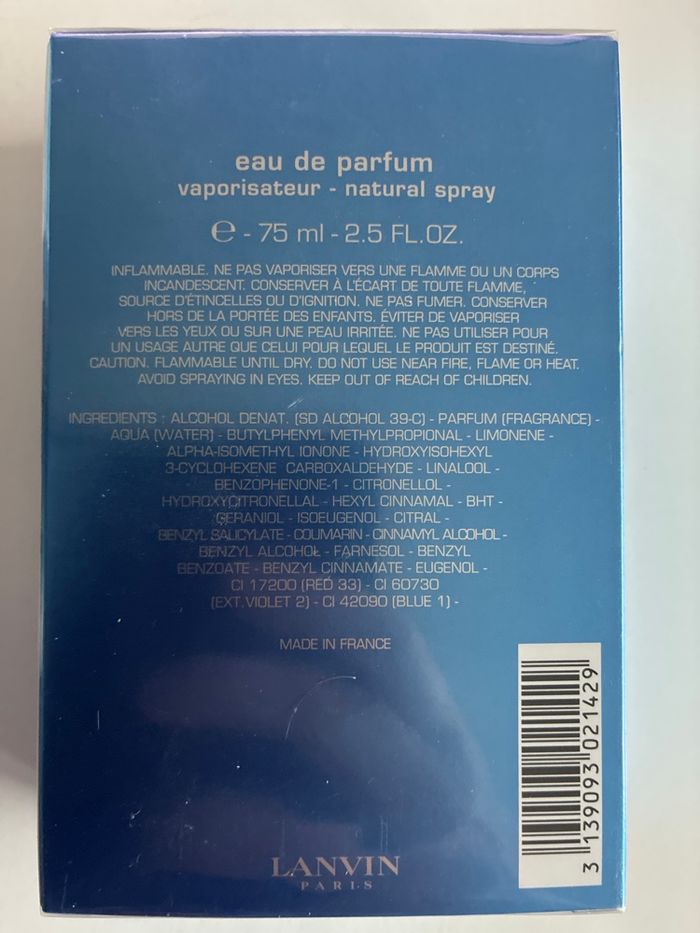 eau de parfum
vaporisateur - natural spray
℮ - 75 ml - 2.5 FL.OZ.
INFLAMMABLE. NE PAS VAPORISER VERS UNE FLAMME OU UN CORPS
INCANDESCENT. CONSERVER À L'ÉCART DE TOUTE FLAMME,
SOURCE D'ÉTINCELLES OU D'IGNITION. NE PAS FUMER. CONSERVER
HORS DE LA PORTÉE DES ENFANTS. ÉVITER DE VAPORISER
VERS LES YEUX OU SUR UNE PEAU IRRITÉE. NE PAS UTILISER POUR
UN USAGE AUTRE QUE CELUI POUR LEQUEL LE PRODUIT EST DESTINÉ.
CAUTION. FLAMMABLE UNTIL DRY. DO NOT USE NEAR FIRE, FLAME OR HEAT.
AVOID SPRAYING IN EYES. KEEP OUT OF REACH OF CHILDREN.
INGREDIENTS : ALCOHOL DENAT. (SD ALCOHOL 39-C) - PARFUM (FRAGRANCE) -
AQUA (WATER) - BUTYLPHENYL METHYLPROPIONAL - LIMONENE -
ALPHA-ISOMETHYL IONONE - HYDROXYISOHEXYL
3-CYCLOHEXENE CARBOXALDEHYDE - LINALOOL -
BENZOPHENONE-1 - CITRONELLOL -
HYDROXYCITRONELLAL - HEXYL CINNAMAL - BHT -
GERANIOL - ISOEUGENOL - CITRAL -
BENZYL SALICYLATE - COUMARIN - CINNAMYL ALCOHOL -
BENZYL ALCOHOL - FARNESOL - BENZYL
BENZOATE - BENZYL CINNAMATE - EUGENOL -
CI 17200 (RED 33) - CI 60730
(EXT.VIOLET 2) - CI 42090 (BLUE 1) -
MADE IN FRANCE
3 139093 021429
LANVIN
PARIS